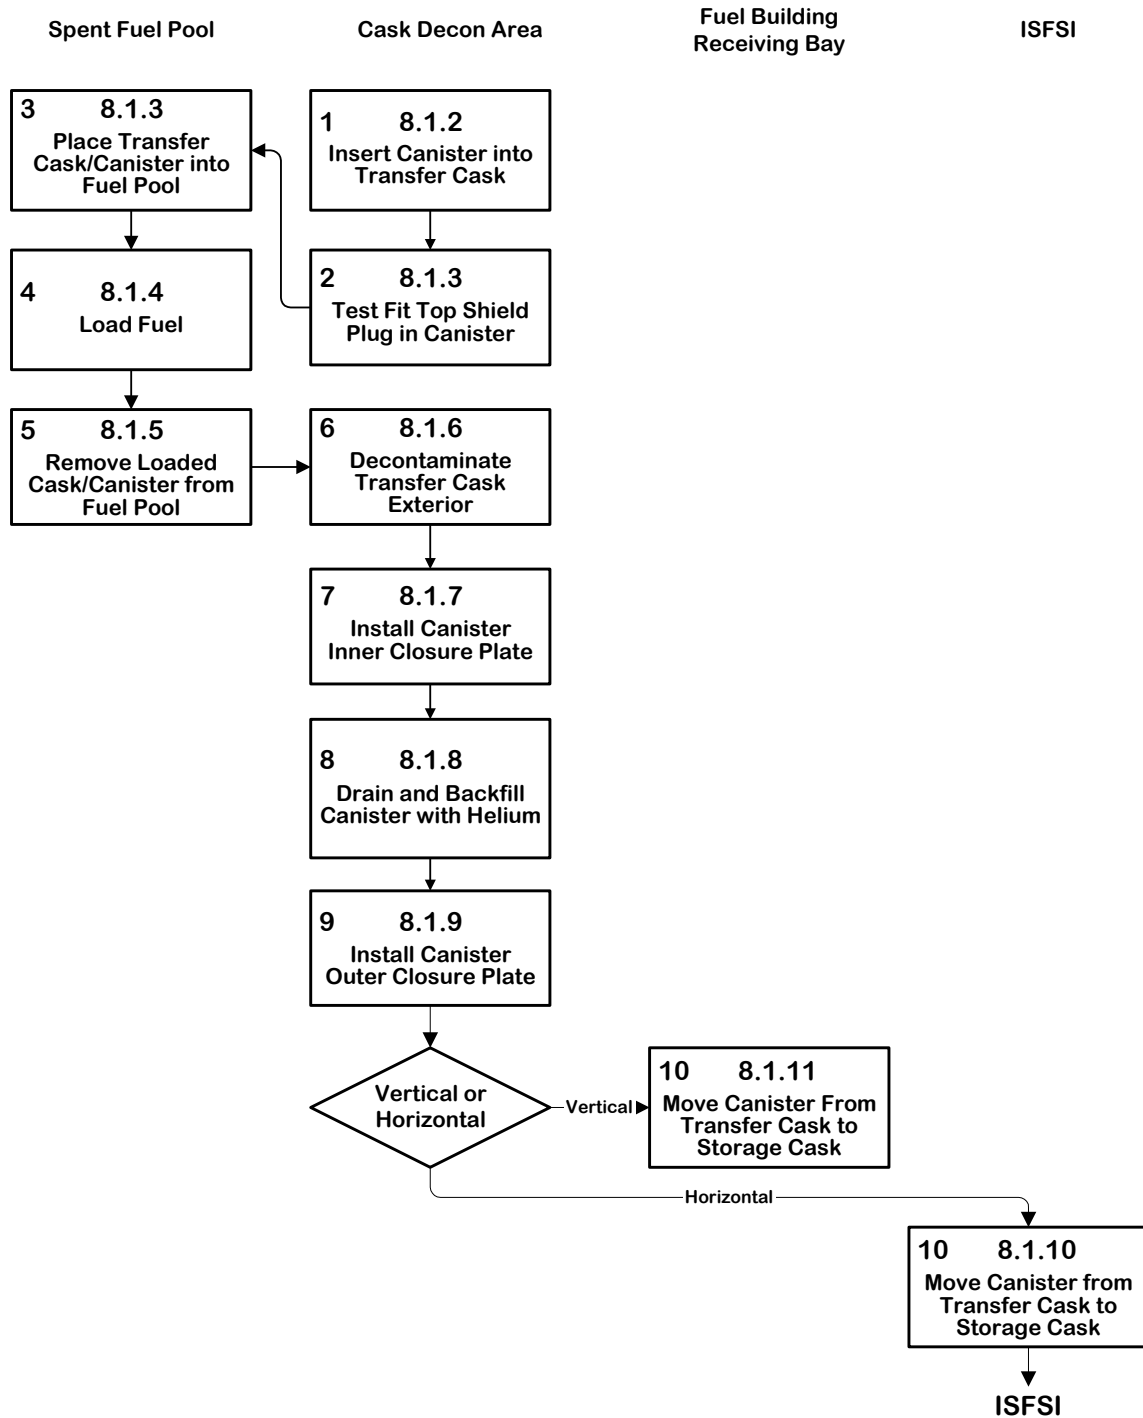 Spent Fuel Pool
Cask Decon Area
Fuel Building
Receiving Bay
ISFSI
3 8.1.3
Place Transfer
Cask/Canister into
Fuel Pool
1 8.1.2
Insert Canister into
Transfer Cask
4 8.1.4
Load Fuel
2 8.1.3
Test Fit Top Shield
Plug in Canister
5 8.1.5
Remove Loaded
Cask/Canister from
Fuel Pool
6 8.1.6
Decontaminate
Transfer Cask
Exterior
7 8.1.7
Install Canister
Inner Closure Plate
8 8.1.8
Drain and Backfill
Canister with Helium
9 8.1.9
Install Canister
Outer Closure Plate
Vertical or
Horizontal
Vertical
10 8.1.11
Move Canister From
Transfer Cask to
Storage Cask
Horizontal
10 8.1.10
Move Canister from
Transfer Cask to
Storage Cask
ISFSI